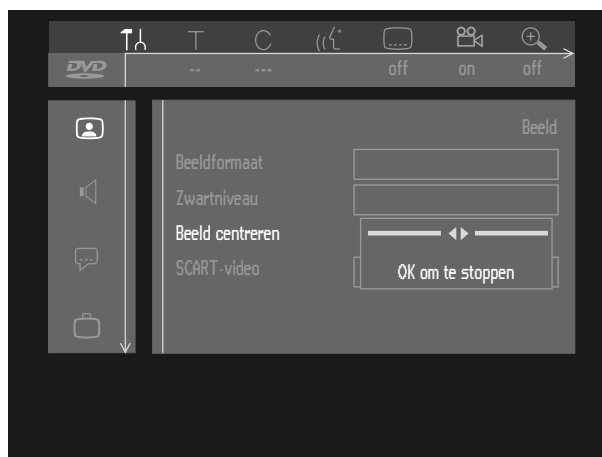 T C
DVD -- --- off on off
Beeld
Beeldformaat
Zwartniveau
Beeld centreren
SCART-video
OK om te stoppen